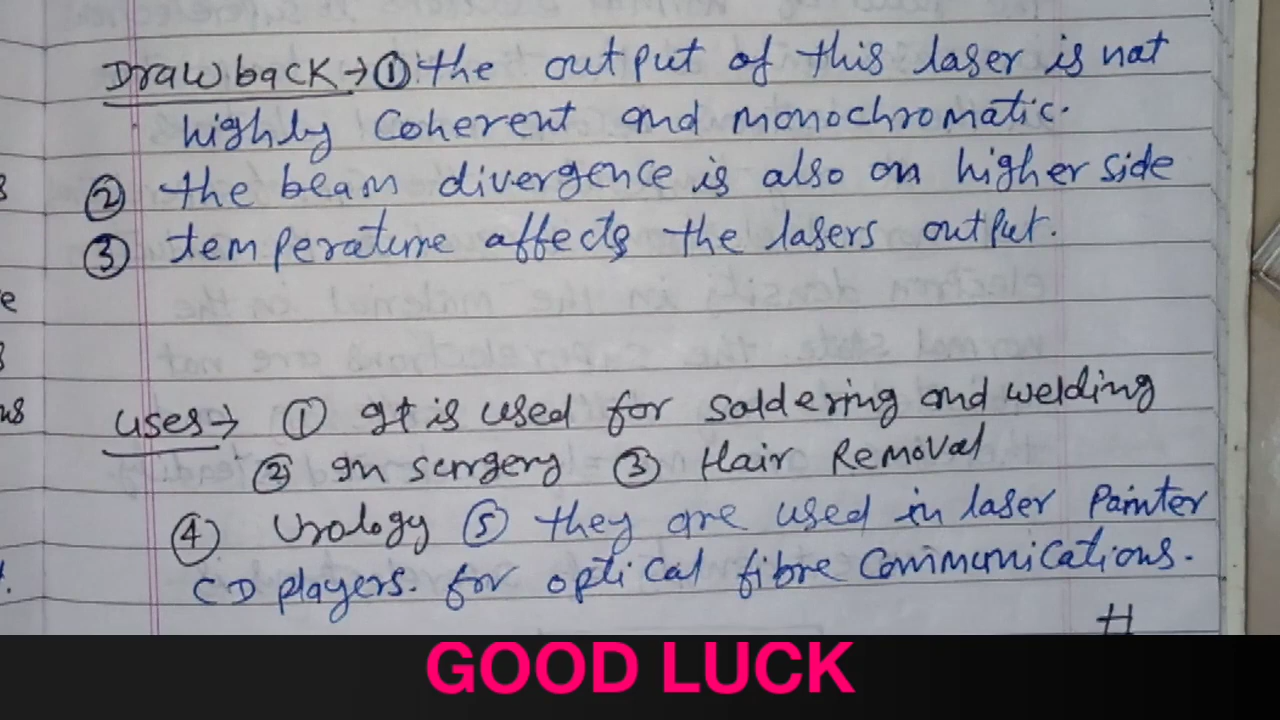 Drawback → ① the output of this laser is not
highly Coherent and monochromatic.
② the beam divergence is also on higher side
③ temperature affects the lasers output.
Uses → ① It is used for soldering and welding
② In surgery ③ Hair Removal
④ Urology ⑤ they are used in laser Painter
CD players. for optical fibre Communications.
GOOD LUCK